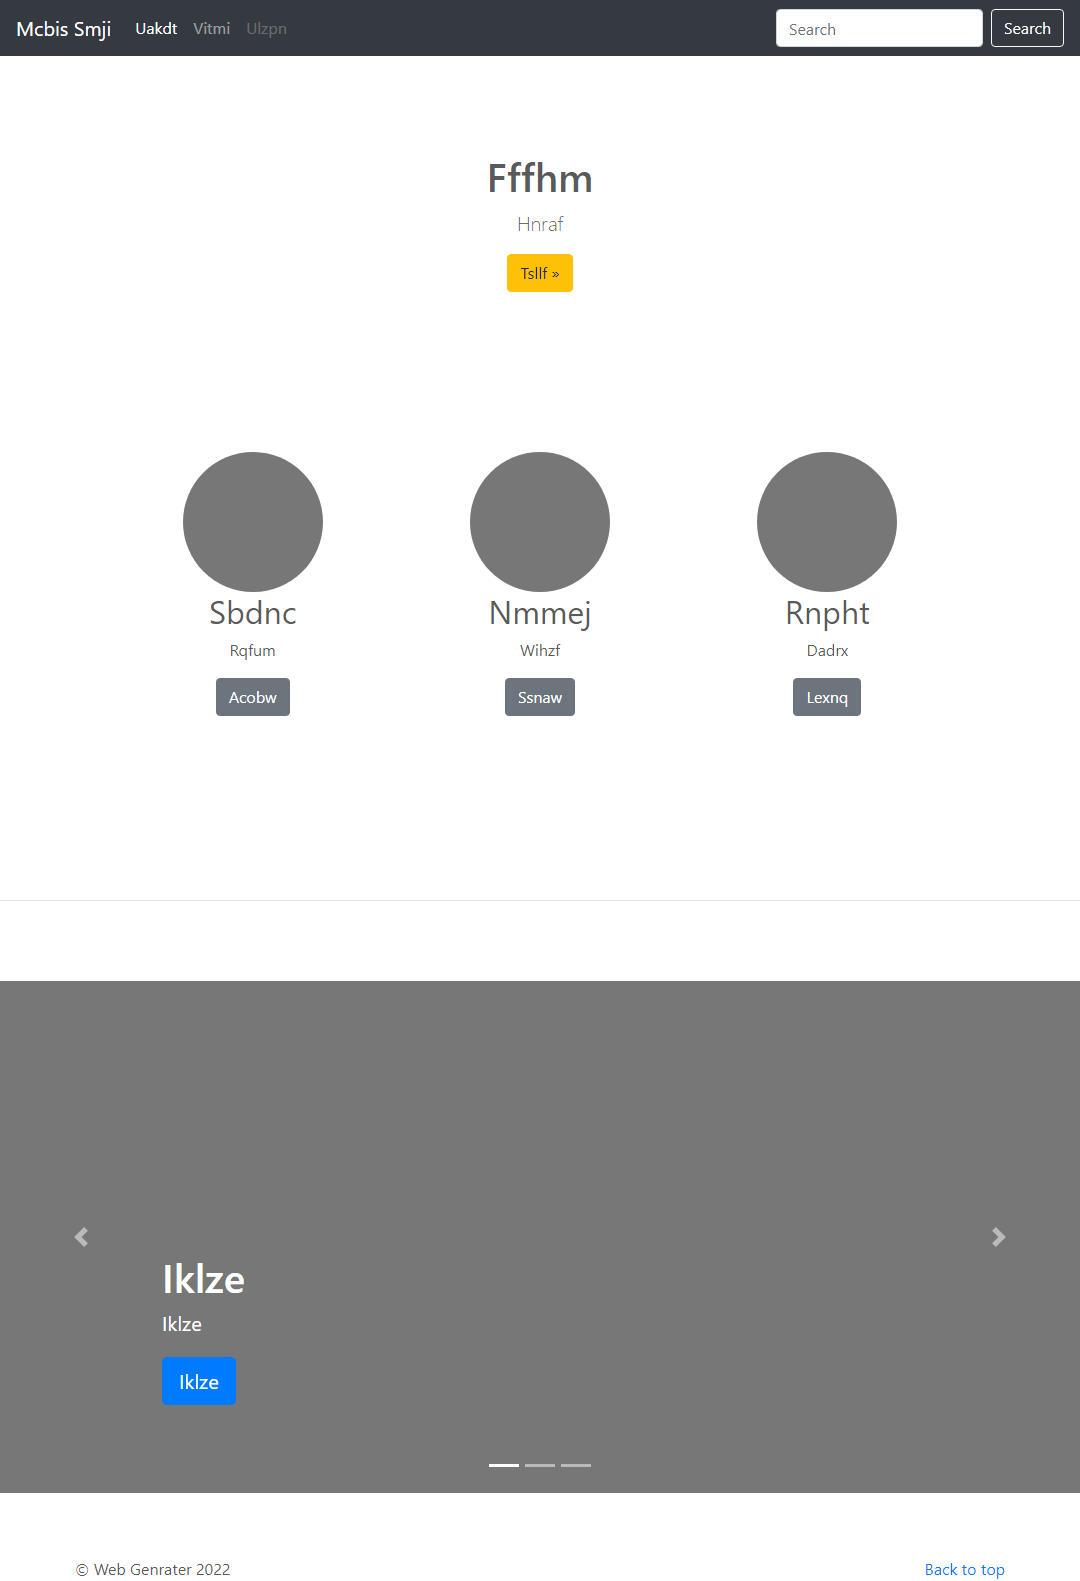 Mcbis Smji Uakdt Vitmi Ulzpn Search Search
Fffhm
Hnraf
Tsllf »
Sbdnc Nmmej Rnpht
Rqfum Wihzf Dadrx
Acobw Ssnaw Lexnq
Iklze
Iklze
Iklze
© Web Genrater 2022 Back to top